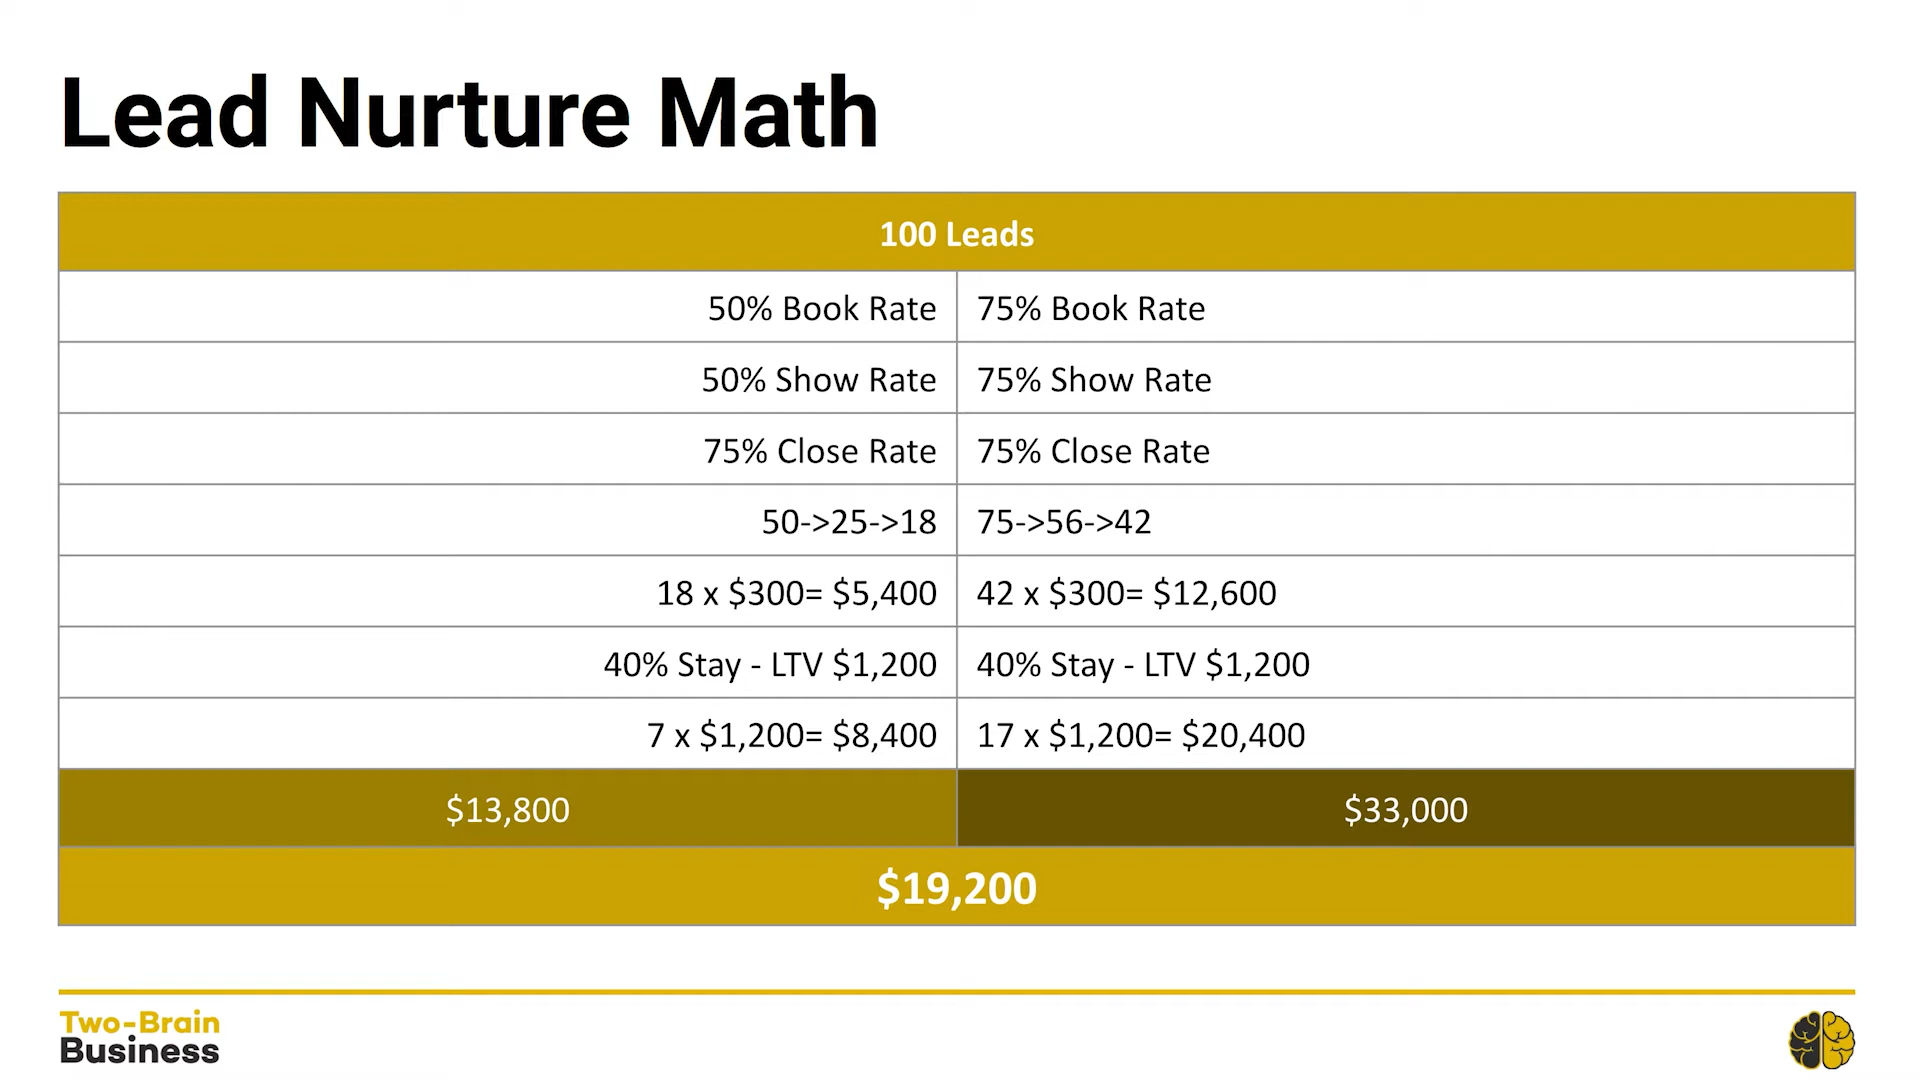 Lead Nurture Math
100 Leads
50% Book Rate
75% Book Rate
50% Show Rate
75% Show Rate
75% Close Rate
75% Close Rate
50->25->18
75->56->42
18 x $300= $5,400
42 x $300= $12,600
40% Stay - LTV $1,200
40% Stay - LTV $1,200
7 x $1,200= $8,400
17 x $1,200= $20,400
$13,800
$33,000
$19,200
Two-Brain
Business